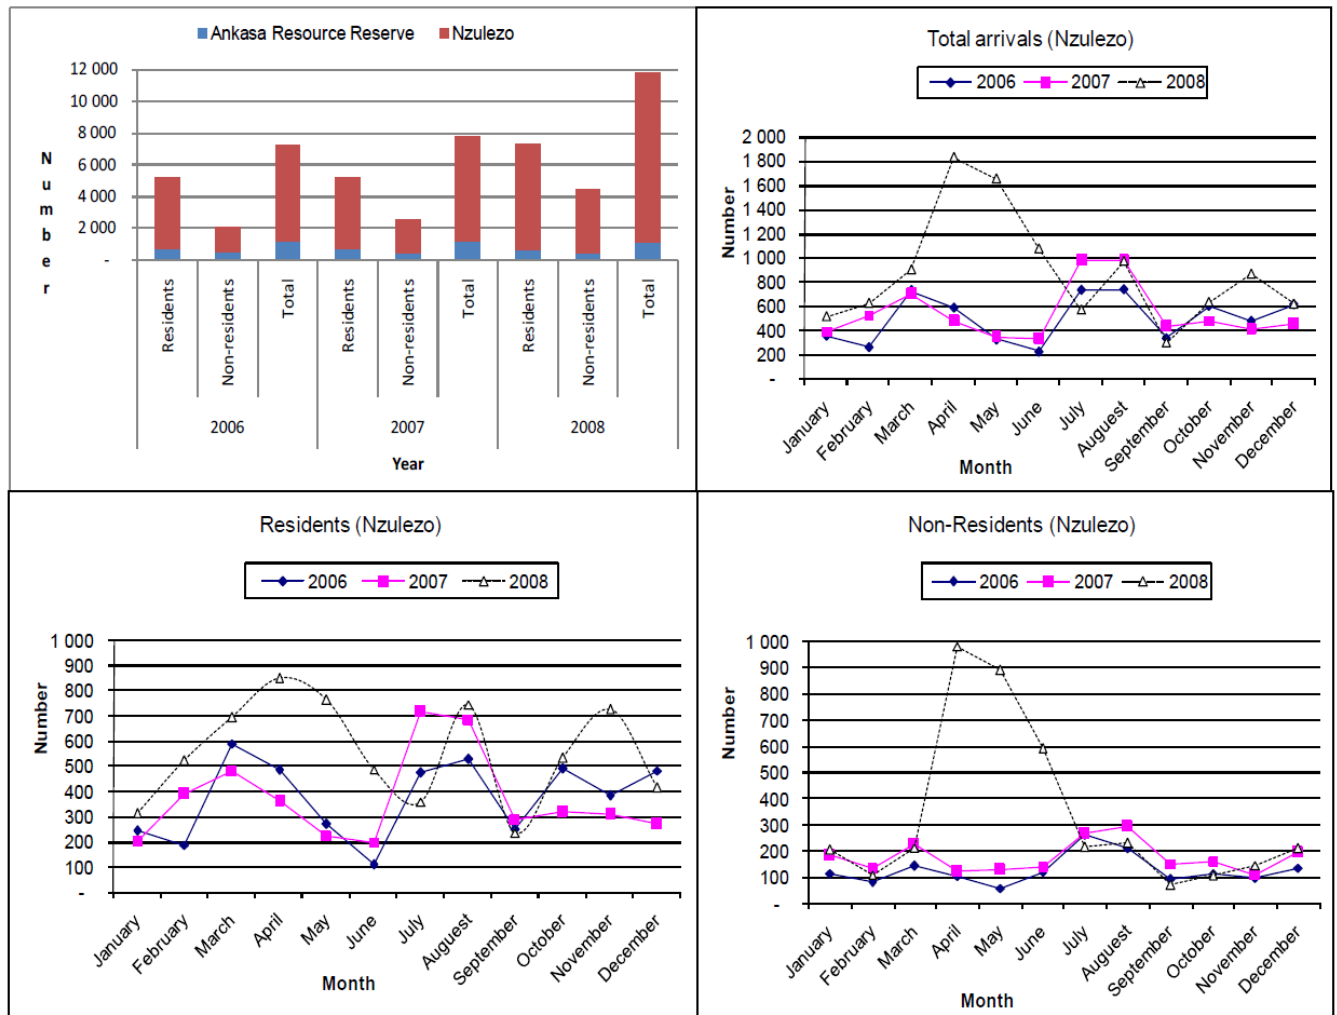 Ankasa Resource Reserve Nzulezo
12 000
10 000
8 000
6 000
4 000
2 000
-
Number
Residents
Non-residents
Total
Residents
Non-residents
Total
Residents
Non-residents
Total
2006 2007 2008
Year
Total arrivals (Nzulezo)
2006 2007 2008
2 000
1 800
1 600
1 400
1 200
1 000
800
600
400
200
-
Number
January
February
March
April
May
June
July
Auguest
September
October
November
December
Month
Residents (Nzulezo)
2006 2007 2008
1 000
900
800
700
600
500
400
300
200
100
-
Number
January
February
March
April
May
June
July
Auguest
September
October
November
December
Month
Non-Residents (Nzulezo)
2006 2007 2008
1 000
900
800
700
600
500
400
300
200
100
-
Number
January
February
March
April
May
June
July
Auguest
September
October
November
December
Month